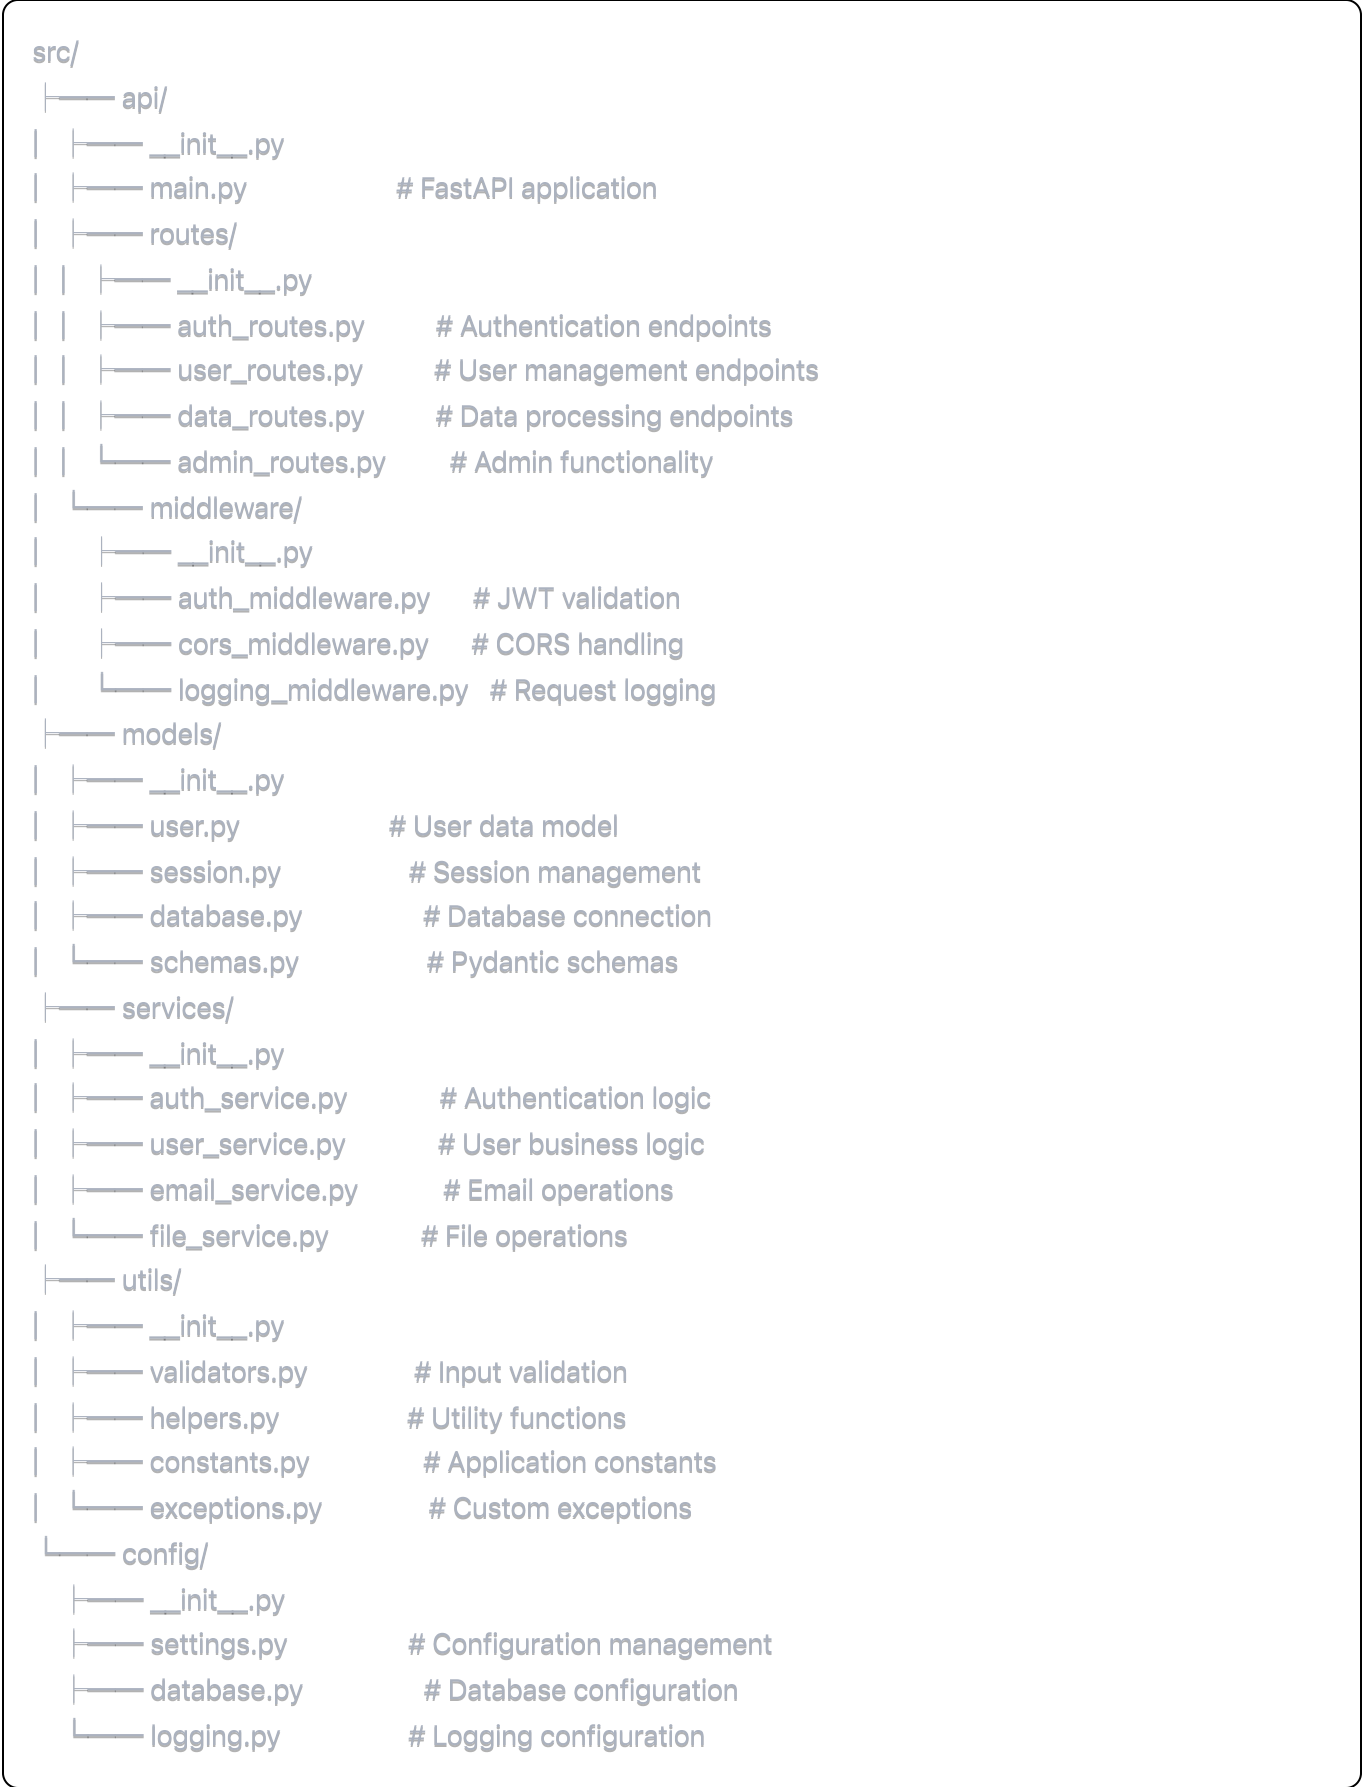 src/
├── api/
│   ├── __init__.py
│   ├── main.py                     # FastAPI application
│   ├── routes/
│   │   ├── __init__.py
│   │   ├── auth_routes.py          # Authentication endpoints
│   │   ├── user_routes.py          # User management endpoints
│   │   ├── data_routes.py          # Data processing endpoints
│   │   └── admin_routes.py         # Admin functionality
│   └── middleware/
│       ├── __init__.py
│       ├── auth_middleware.py      # JWT validation
│       ├── cors_middleware.py      # CORS handling
│       └── logging_middleware.py   # Request logging
├── models/
│   ├── __init__.py
│   ├── user.py                     # User data model
│   ├── session.py                  # Session management
│   ├── database.py                 # Database connection
│   └── schemas.py                  # Pydantic schemas
├── services/
│   ├── __init__.py
│   ├── auth_service.py             # Authentication logic
│   ├── user_service.py             # User business logic
│   ├── email_service.py            # Email operations
│   └── file_service.py             # File operations
├── utils/
│   ├── __init__.py
│   ├── validators.py               # Input validation
│   ├── helpers.py                  # Utility functions
│   ├── constants.py                # Application constants
│   └── exceptions.py               # Custom exceptions
└── config/
    ├── __init__.py
    ├── settings.py                 # Configuration management
    ├── database.py                 # Database configuration
    └── logging.py                  # Logging configuration